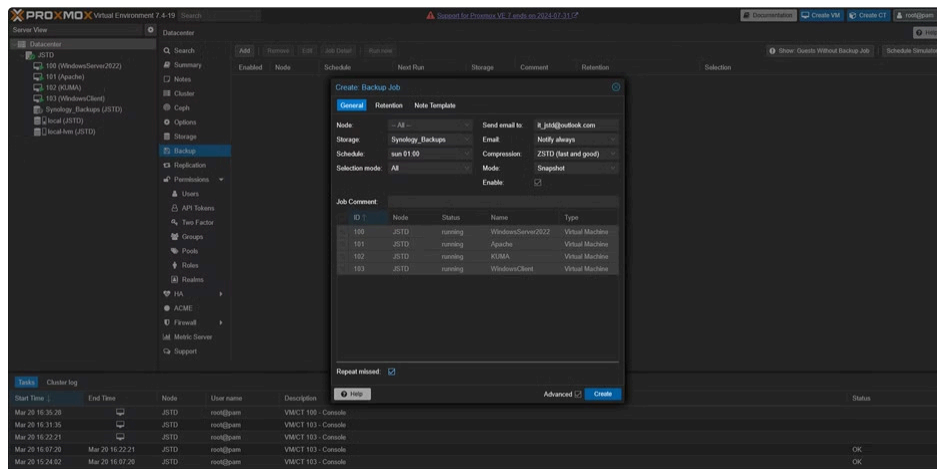 PROXMOX Virtual Environment 7.4-19 Search Support for Proxmox VE 7 ends on 2024-07-31 Documentation Create VM Create CT root@pam
Server View Datacenter Help
Datacenter
JSTD
100 (WindowsServer2022)
101 (Apache)
102 (KUMA)
103 (WindowsClient)
Synology_Backups (JSTD)
local (JSTD)
local-lvm (JSTD)
Search
Summary
Notes
Cluster
Ceph
Options
Storage
Backup
Replication
Permissions
Users
API Tokens
Two Factor
Groups
Pools
Roles
Realms
HA
ACME
Firewall
Metric Server
Support
Add Remove Edit Job Detail Run now Show: Guests Without Backup Job Schedule Simulator
Enabled Node Schedule Next Run Storage Comment Retention Selection
Create: Backup Job
General Retention Note Template
Node: -- All -- Send email to: it_jstd@outlook.com
Storage: Synology_Backups Email: Notify always
Schedule: sun 01:00 Compression: ZSTD (fast and good)
Selection mode: All Mode: Snapshot
Enable:
Job Comment:
ID ↑ Node Status Name Type
100 JSTD running WindowsServer2022 Virtual Machine
101 JSTD running Apache Virtual Machine
102 JSTD running KUMA Virtual Machine
103 JSTD running WindowsClient Virtual Machine
Repeat missed:
Help Advanced Create
Tasks Cluster log
Start Time ↓ End Time Node User name Description Status
Mar 20 16:35:28 JSTD root@pam VM/CT 100 - Console
Mar 20 16:31:35 JSTD root@pam VM/CT 103 - Console
Mar 20 16:22:21 JSTD root@pam VM/CT 103 - Console
Mar 20 16:07:20 Mar 20 16:22:21 JSTD root@pam VM/CT 103 - Console OK
Mar 20 15:24:02 Mar 20 16:07:20 JSTD root@pam VM/CT 103 - Console OK